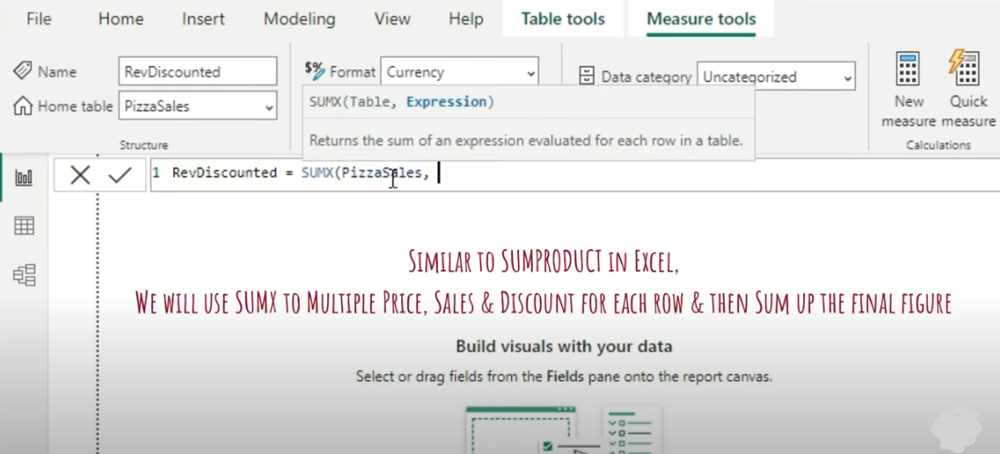 File Home Insert Modeling View Help Table tools Measure tools
Name RevDiscounted
Home table PizzaSales
Structure
$% Format Currency
Data category Uncategorized
New measure
Quick measure
Calculations
SUMX(Table, Expression)
Returns the sum of an expression evaluated for each row in a table.
1 RevDiscounted = SUMX(PizzaSales,
Similar to SUMPRODUCT in Excel,
We will use SUMX to Multiple Price, Sales & Discount for each row & then Sum up the final figure
Build visuals with your data
Select or drag fields from the Fields pane onto the report canvas.